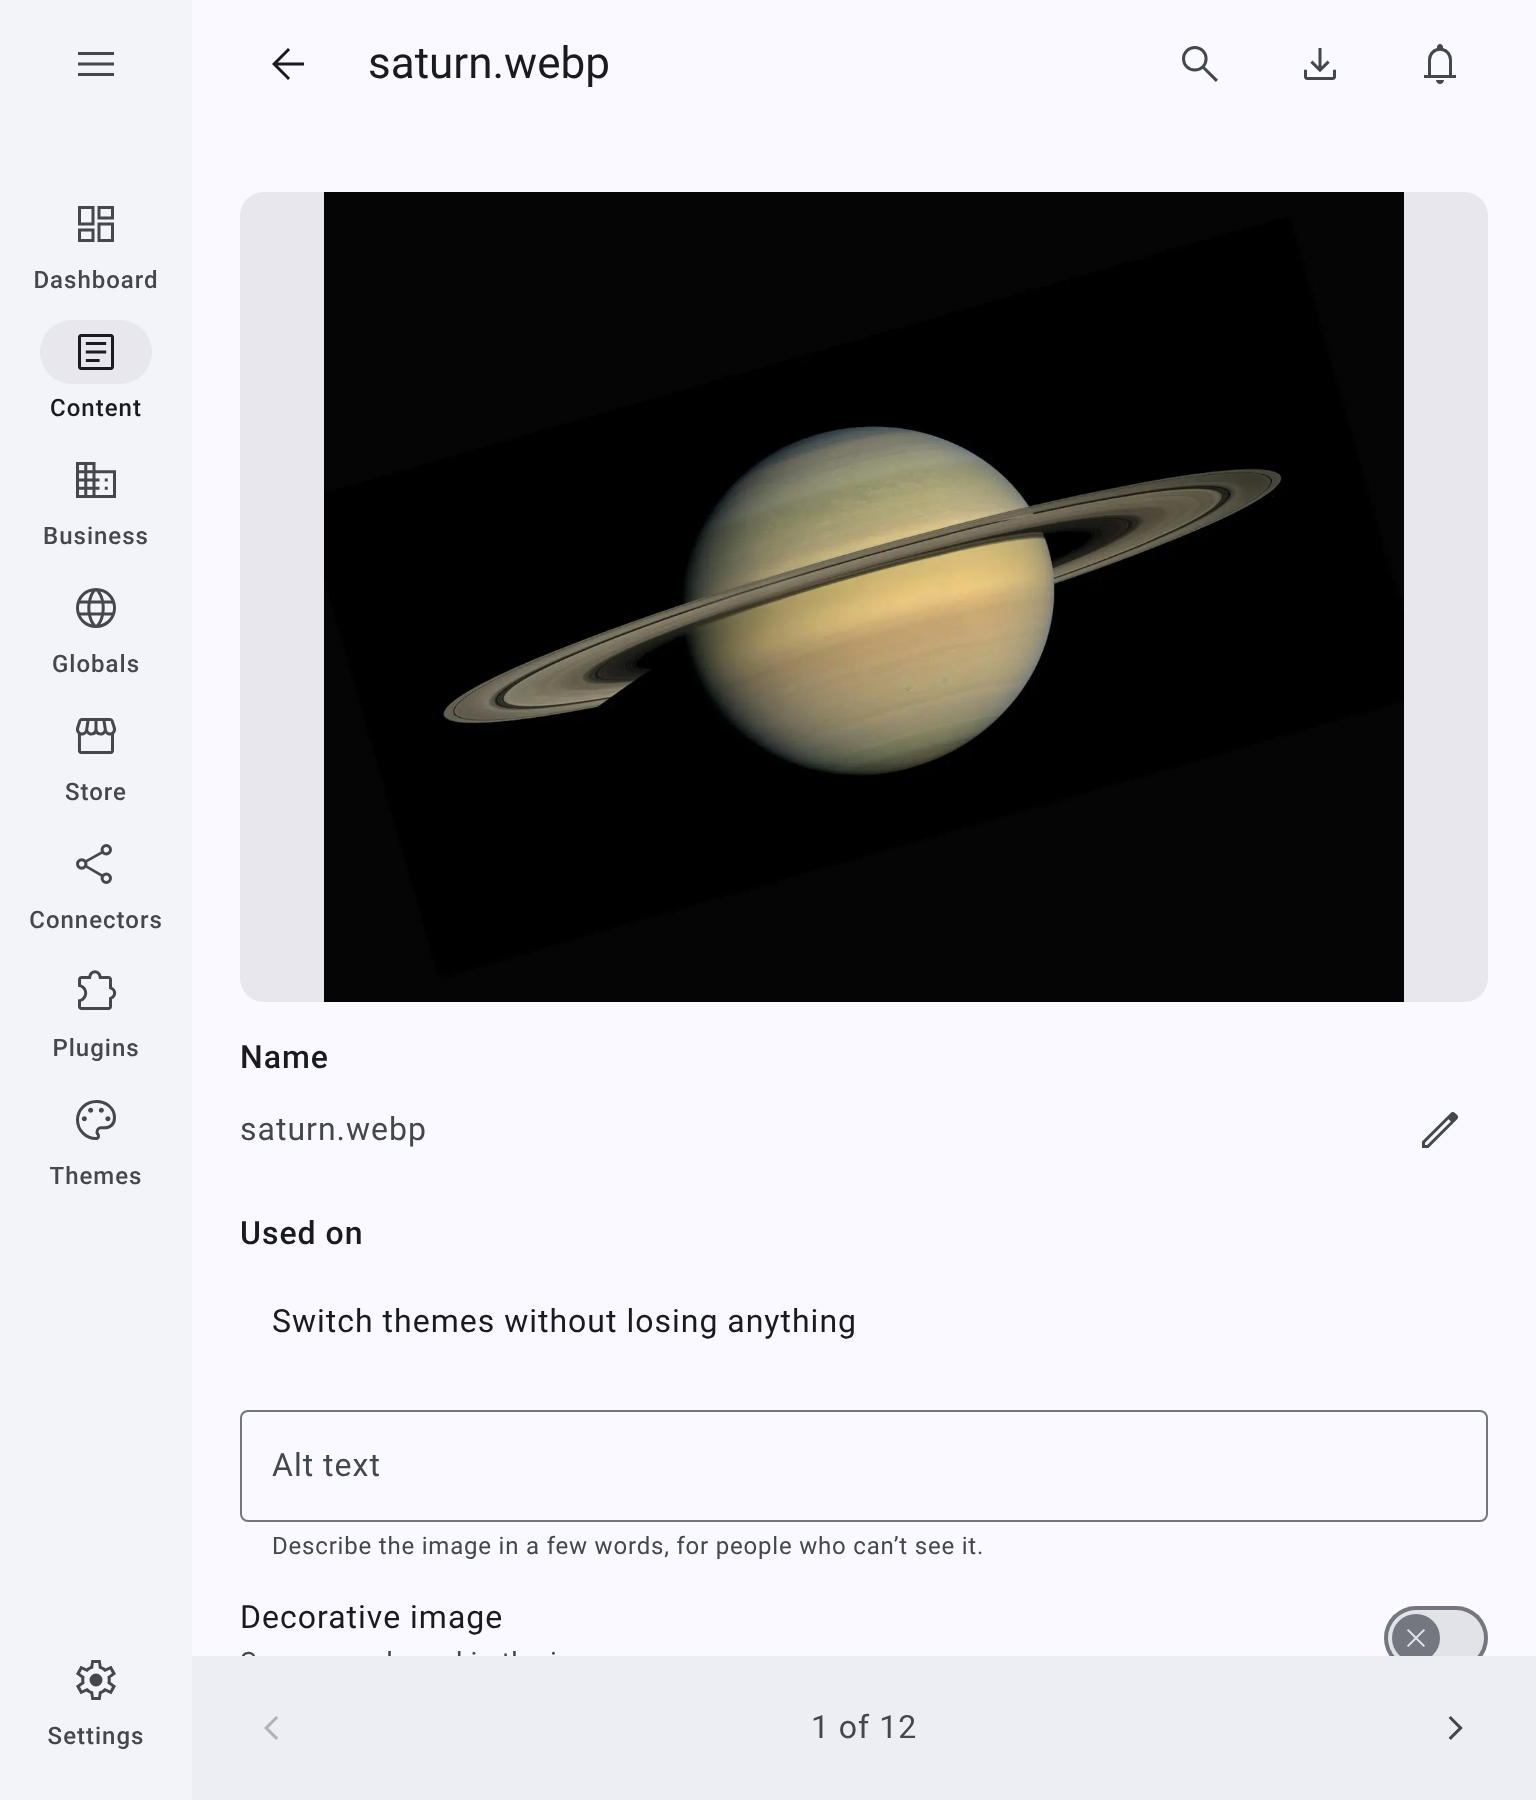 saturn.webp
Dashboard
Content
Business
Globals
Store
Connectors
Plugins
Themes
Settings
Name
saturn.webp
Used on
Switch themes without losing anything
Alt text
Describe the image in a few words, for people who can’t see it.
Decorative image
1 of 12